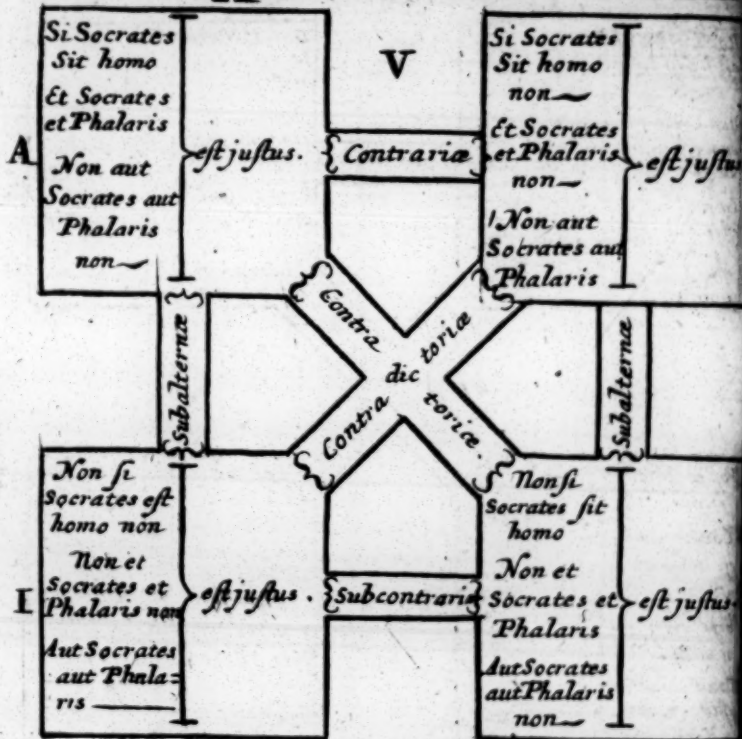 V
A
Si Socrates
Sit homo
Et Socrates
et Phalaris
Non aut
Socrates aut
Phalaris
non
est justus.
Contrariæ
Si Socrates
Sit homo
non
Et Socrates
et Phalaris
non
Non aut
Socrates aut
Phalaris
est justus
Subalternæ
Contra
dic
toriæ
Contra
toriæ.
Subalternæ
I
Non si
Socrates est
homo non
Non et
Socrates et
Phalaris non
Aut Socrates
aut Phala-
ris
est justus.
Subcontrariæ
Non si
Socrates sit
homo
Non et
Socrates et
Phalaris
Aut Socrates
aut Phalaris
non
est justus.